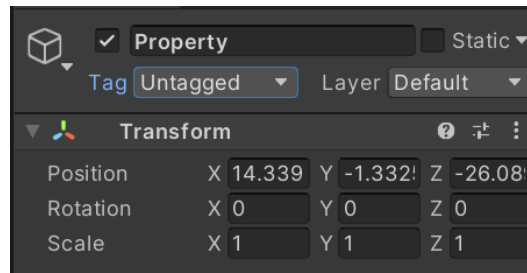 Property Static
Tag Untagged Layer Default
Transform
Position X 14.339 Y -1.332 Z -26.08
Rotation X 0 Y 0 Z 0
Scale X 1 Y 1 Z 1